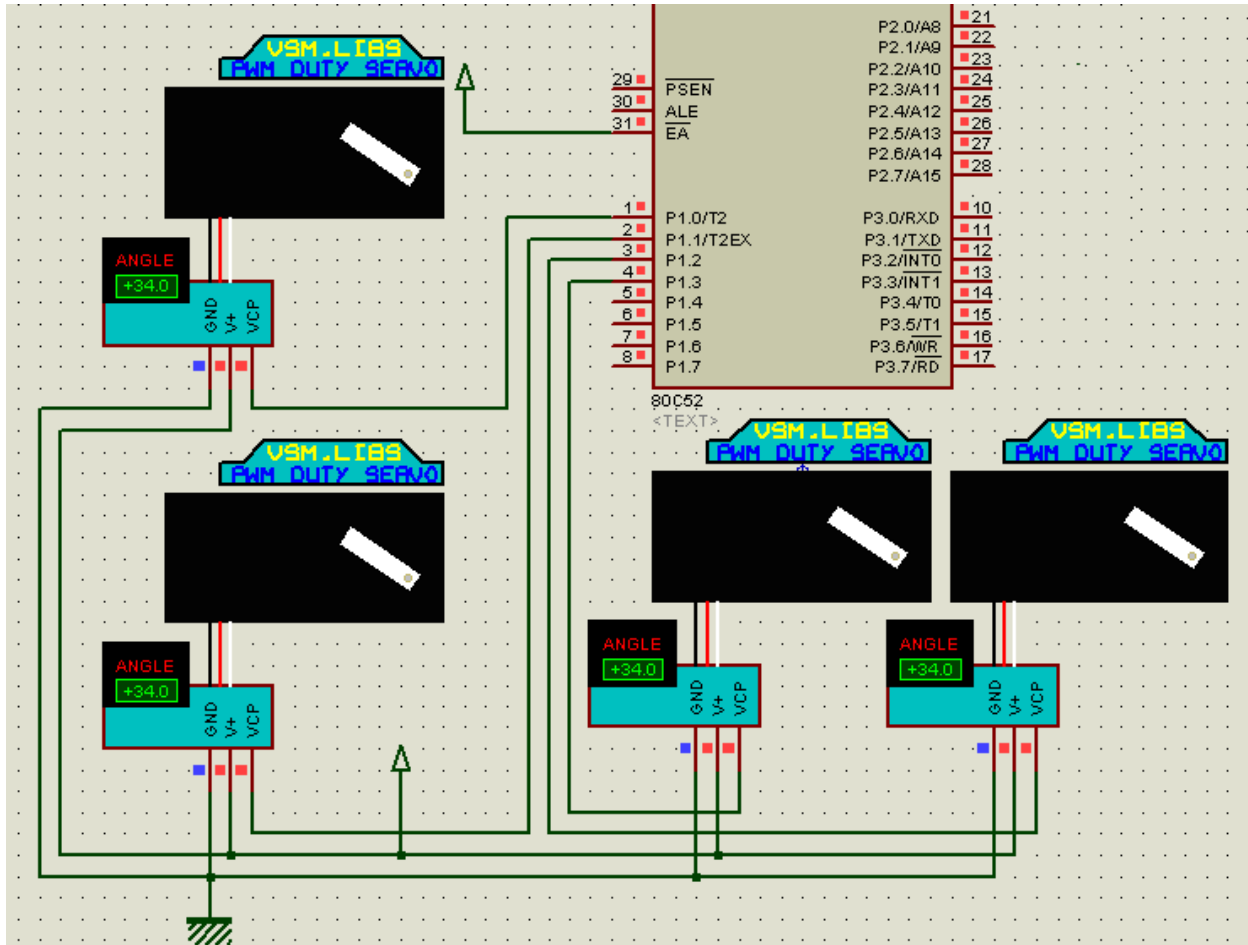 VSM.LIBS
PWM DUTY SERVO
ANGLE
+34.0
GND
V+
VCP
VSM.LIBS
PWM DUTY SERVO
ANGLE
+34.0
GND
V+
VCP
29
PSEN
30
ALE
31
EA
1
P1.0/T2
2
P1.1/T2EX
3
P1.2
4
P1.3
5
P1.4
6
P1.5
7
P1.6
8
P1.7
21
P2.0/A8
22
P2.1/A9
23
P2.2/A10
24
P2.3/A11
25
P2.4/A12
26
P2.5/A13
27
P2.6/A14
28
P2.7/A15
10
P3.0/RXD
11
P3.1/TXD
12
P3.2/INT0
13
P3.3/INT1
14
P3.4/T0
15
P3.5/T1
16
P3.6/WR
17
P3.7/RD
80C52
<TEXT>
VSM.LIBS
PWM DUTY SERVO
ANGLE
+34.0
GND
V+
VCP
VSM.LIBS
PWM DUTY SERVO
ANGLE
+34.0
GND
V+
VCP